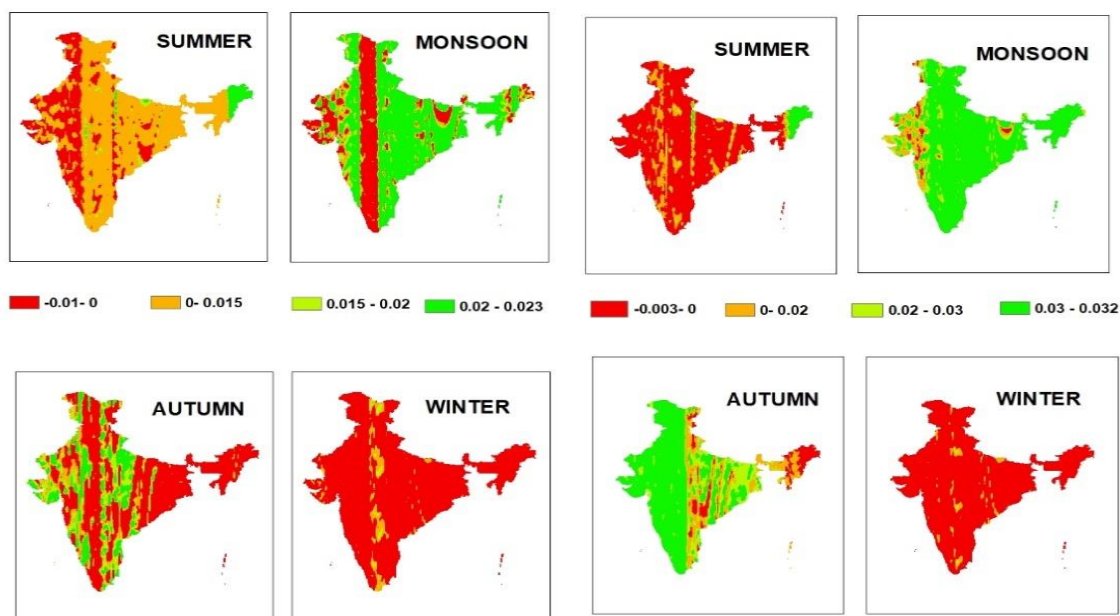 SUMMER
MONSOON
SUMMER
MONSOON
-0.01- 0
0- 0.015
0.015 - 0.02
0.02 - 0.023
-0.003- 0
0- 0.02
0.02 - 0.03
0.03 - 0.032
AUTUMN
WINTER
AUTUMN
WINTER